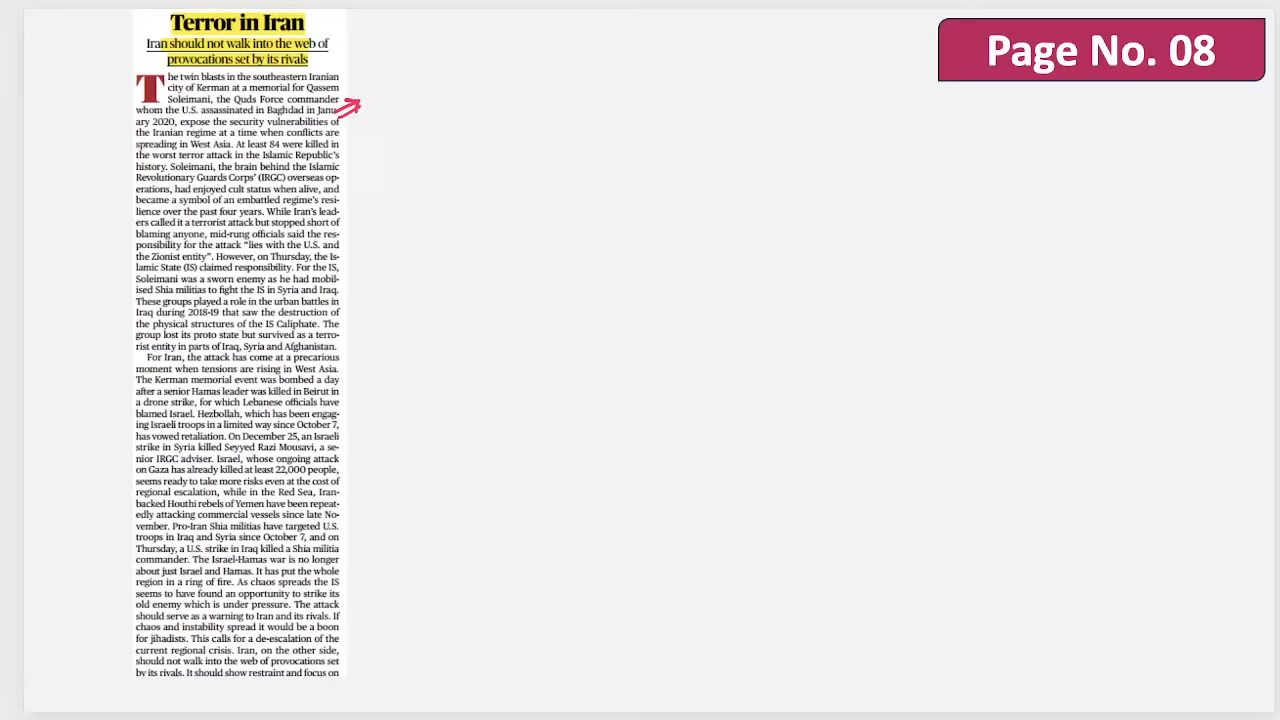 Terror in Iran
Iran should not walk into the web of
provocations set by its rivals
The twin blasts in the southeastern Iranian
city of Kerman at a memorial for Qassem
Soleimani, the Quds Force commander
whom the U.S. assassinated in Baghdad in Janu-
ary 2020, expose the security vulnerabilities of
the Iranian regime at a time when conflicts are
spreading in West Asia. At least 84 were killed in
the worst terror attack in the Islamic Republic's
history. Soleimani, the brain behind the Islamic
Revolutionary Guards Corps' (IRGC) overseas op-
erations, had enjoyed cult status when alive, and
became a symbol of an embattled regime's resi-
lience over the past four years. While Iran's lead-
ers called it a terrorist attack but stopped short of
blaming anyone, mid-rung officials said the res-
ponsibility for the attack "lies with the U.S. and
the Zionist entity". However, on Thursday, the Is-
lamic State (IS) claimed responsibility. For the IS,
Soleimani was a sworn enemy as he had mobil-
ised Shia militias to fight the IS in Syria and Iraq.
These groups played a role in the urban battles in
Iraq during 2018-19 that saw the destruction of
the physical structures of the IS Caliphate. The
group lost its proto state but survived as a terro-
rist entity in parts of Iraq, Syria and Afghanistan.
For Iran, the attack has come at a precarious
moment when tensions are rising in West Asia.
The Kerman memorial event was bombed a day
after a senior Hamas leader was killed in Beirut in
a drone strike, for which Lebanese officials have
blamed Israel. Hezbollah, which has been engag-
ing Israeli troops in a limited way since October 7,
has vowed retaliation. On December 25, an Israeli
strike in Syria killed Seyyed Razi Mousavi, a se-
nior IRGC adviser. Israel, whose ongoing attack
on Gaza has already killed at least 22,000 people,
seems ready to take more risks even at the cost of
regional escalation, while in the Red Sea, Iran-
backed Houthi rebels of Yemen have been repeat-
edly attacking commercial vessels since late No-
vember. Pro-Iran Shia militias have targeted U.S.
troops in Iraq and Syria since October 7, and on
Thursday, a U.S. strike in Iraq killed a Shia militia
commander. The Israel-Hamas war is no longer
about just Israel and Hamas. It has put the whole
region in a ring of fire. As chaos spreads the IS
seems to have found an opportunity to strike its
old enemy which is under pressure. The attack
should serve as a warning to Iran and its rivals. If
chaos and instability spread it would be a boon
for jihadists. This calls for a de-escalation of the
current regional crisis. Iran, on the other side,
should not walk into the web of provocations set
by its rivals. It should show restraint and focus on
Page No. 08